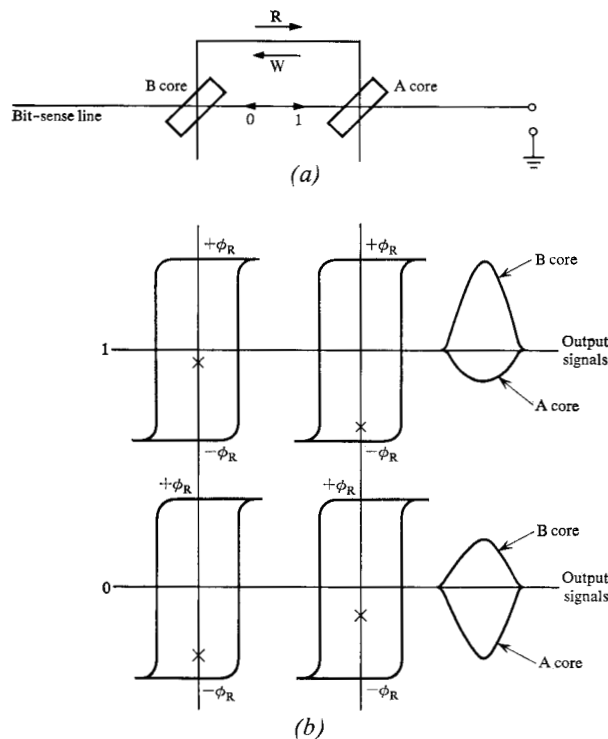 R
W
B core
A core
Bit-sense line
0 1
(a)
+φR +φR
B core
1
Output
signals
A core
−φR −φR
+φR +φR
B core
0
Output
signals
A core
−φR −φR
(b)